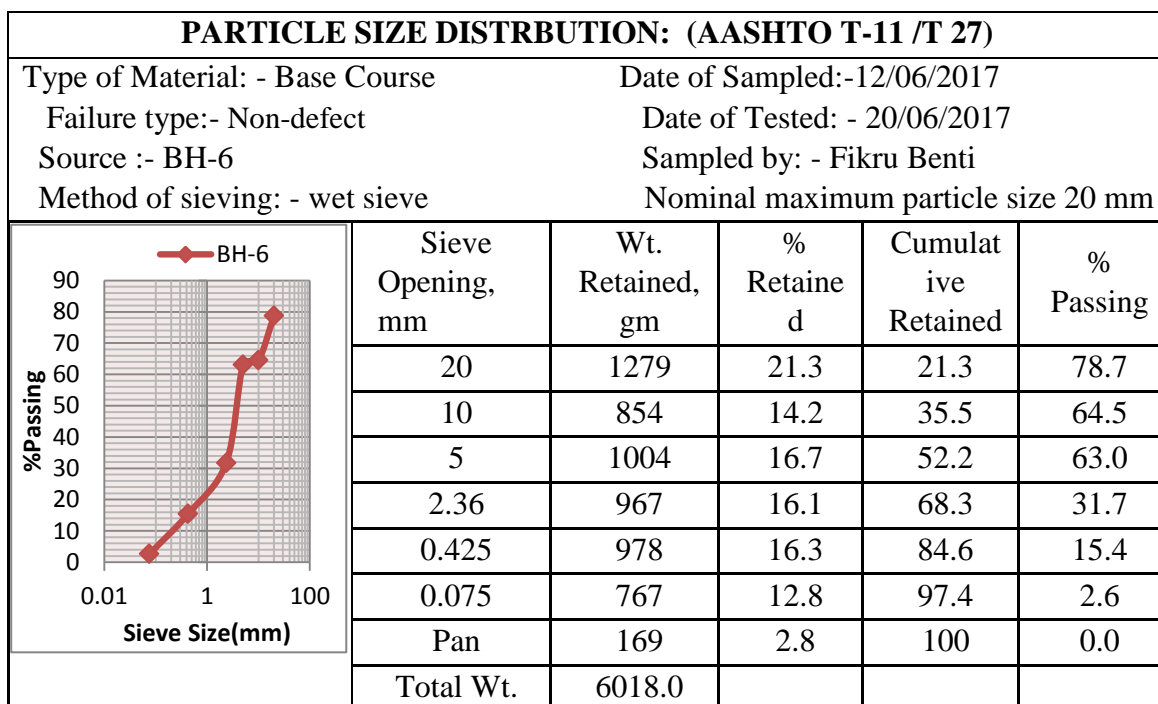 PARTICLE SIZE DISTRBUTION: (AASHTO T-11 /T 27)
Type of Material: - Base Course Date of Sampled:-12/06/2017
Failure type:- Non-defect Date of Tested: - 20/06/2017
Source :- BH-6 Sampled by: - Fikru Benti
Method of sieving: - wet sieve Nominal maximum particle size 20 mm
BH-6
90
80
70
60
50
40
30
20
10
0
%Passing
0.01 1 100
Sieve Size(mm)
Sieve Opening, mm Wt. Retained, gm % Retaine d Cumulat ive Retained % Passing
20 1279 21.3 21.3 78.7
10 854 14.2 35.5 64.5
5 1004 16.7 52.2 63.0
2.36 967 16.1 68.3 31.7
0.425 978 16.3 84.6 15.4
0.075 767 12.8 97.4 2.6
Pan 169 2.8 100 0.0
Total Wt. 6018.0